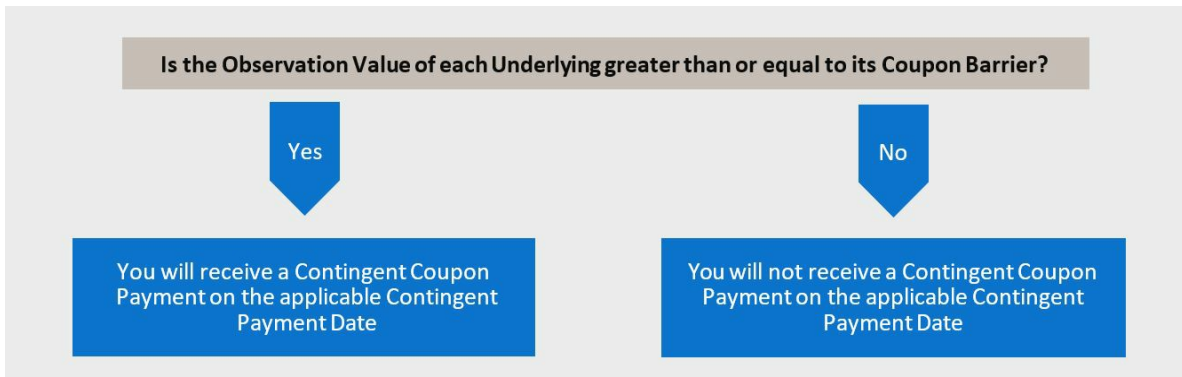 Is the Observation Value of each Underlying greater than or equal to its Coupon Barrier?
Yes
No
You will receive a Contingent Coupon
Payment on the applicable Contingent
Payment Date
You will not receive a Contingent Coupon
Payment on the applicable Contingent
Payment Date